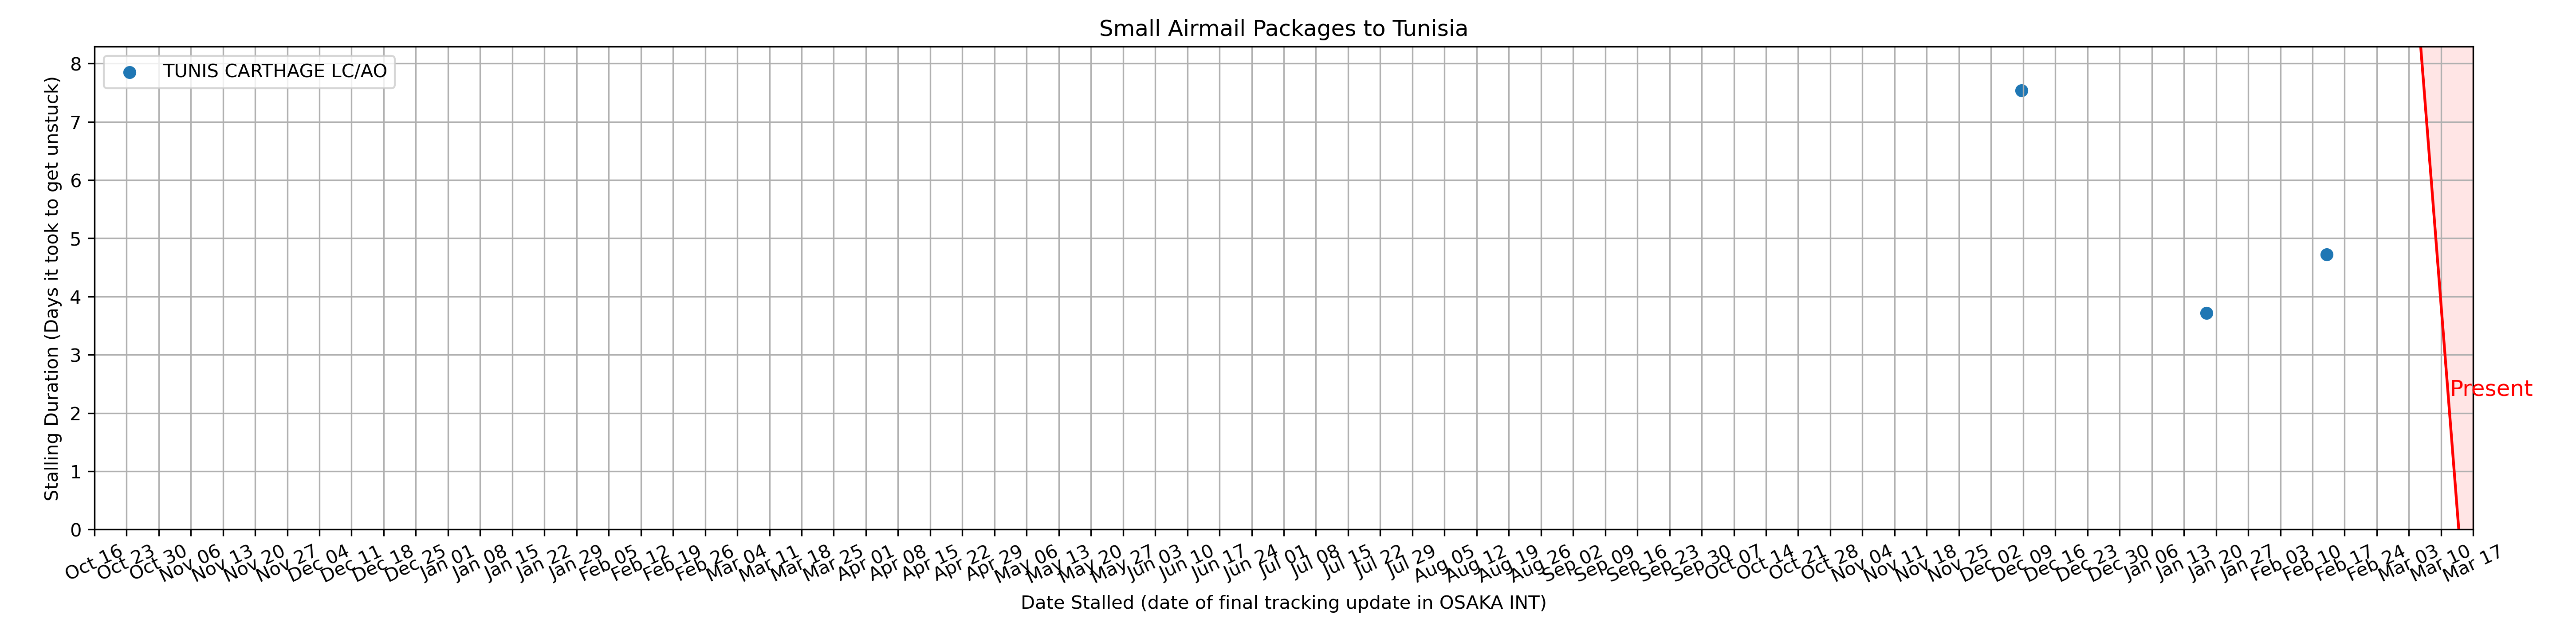 Small Airmail Packages to Tunisia
TUNIS CARTHAGE LC/AO
Stalling Duration (Days it took to get unstuck)
8
7
6
5
4
3
2
1
0
Present
Oct 16 Oct 23 Oct 30 Nov 06 Nov 13 Nov 20 Nov 27 Dec 04 Dec 11 Dec 18 Dec 25 Jan 01 Jan 08 Jan 15 Jan 22 Jan 29 Feb 05 Feb 12 Feb 19 Feb 26 Mar 04 Mar 11 Mar 18 Mar 25 Apr 01 Apr 08 Apr 15 Apr 22 Apr 29 May 06 May 13 May 20 May 27 Jun 03 Jun 10 Jun 17 Jun 24 Jul 01 Jul 08 Jul 15 Jul 22 Jul 29 Aug 05 Aug 12 Aug 19 Aug 26 Sep 02 Sep 09 Sep 16 Sep 23 Sep 30 Oct 07 Oct 14 Oct 21 Oct 28 Nov 04 Nov 11 Nov 18 Nov 25 Dec 02 Dec 09 Dec 16 Dec 23 Dec 30 Jan 06 Jan 13 Jan 20 Jan 27 Feb 03 Feb 10 Feb 17 Feb 24 Mar 03 Mar 10 Mar 17
Date Stalled (date of final tracking update in OSAKA INT)